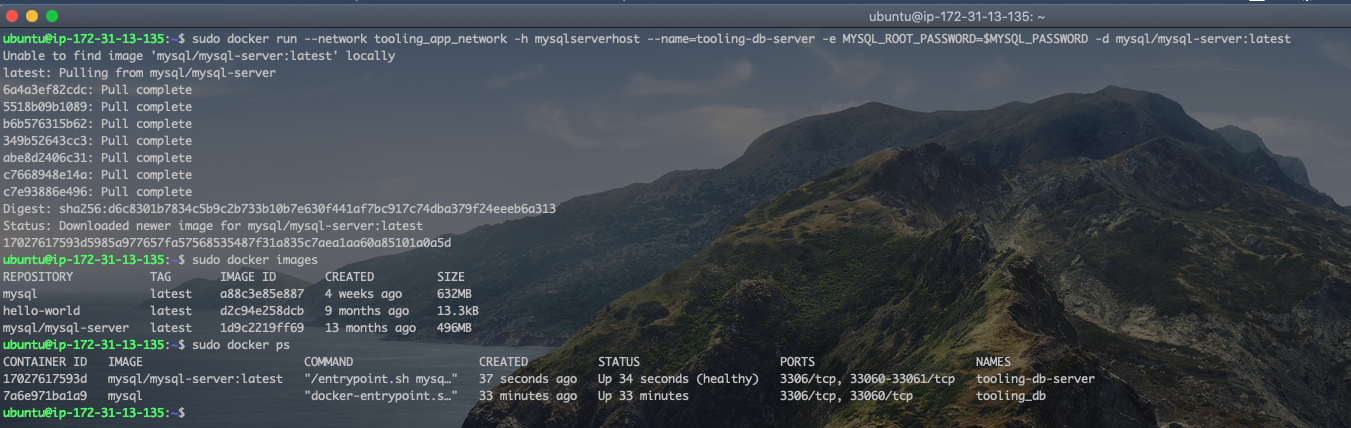 ubuntu@ip-172-31-13-135: ~
ubuntu@ip-172-31-13-135:~$ sudo docker run --network tooling_app_network -h mysqlserverhost --name=tooling-db-server -e MYSQL_ROOT_PASSWORD=$MYSQL_PASSWORD -d mysql/mysql-server:latest
Unable to find image 'mysql/mysql-server:latest' locally
latest: Pulling from mysql/mysql-server
6a4a3ef82cdc: Pull complete
5518b09b1089: Pull complete
b6b576315b62: Pull complete
349b52643cc3: Pull complete
abe8d2406c31: Pull complete
c7668948e14a: Pull complete
c7e93886e496: Pull complete
Digest: sha256:d6c8301b7834c5b9c2b733b10b7e630f441af7bc917c74dba379f24eeeb6a313
Status: Downloaded newer image for mysql/mysql-server:latest
17027617593d5985a977657fa57568535487f31a835c7aea1aa60a85101a0a5d
ubuntu@ip-172-31-13-135:~$ sudo docker images
REPOSITORY TAG IMAGE ID CREATED SIZE
mysql latest a88c3e85e887 4 weeks ago 632MB
hello-world latest d2c94e258dcb 9 months ago 13.3kB
mysql/mysql-server latest 1d9c2219ff69 13 months ago 496MB
ubuntu@ip-172-31-13-135:~$ sudo docker ps
CONTAINER ID IMAGE COMMAND CREATED STATUS PORTS NAMES
17027617593d mysql/mysql-server:latest "/entrypoint.sh mysq…" 37 seconds ago Up 34 seconds (healthy) 3306/tcp, 33060-33061/tcp tooling-db-server
7a6e971ba1a9 mysql "docker-entrypoint.s…" 33 minutes ago Up 33 minutes 3306/tcp, 33060/tcp tooling_db
ubuntu@ip-172-31-13-135:~$